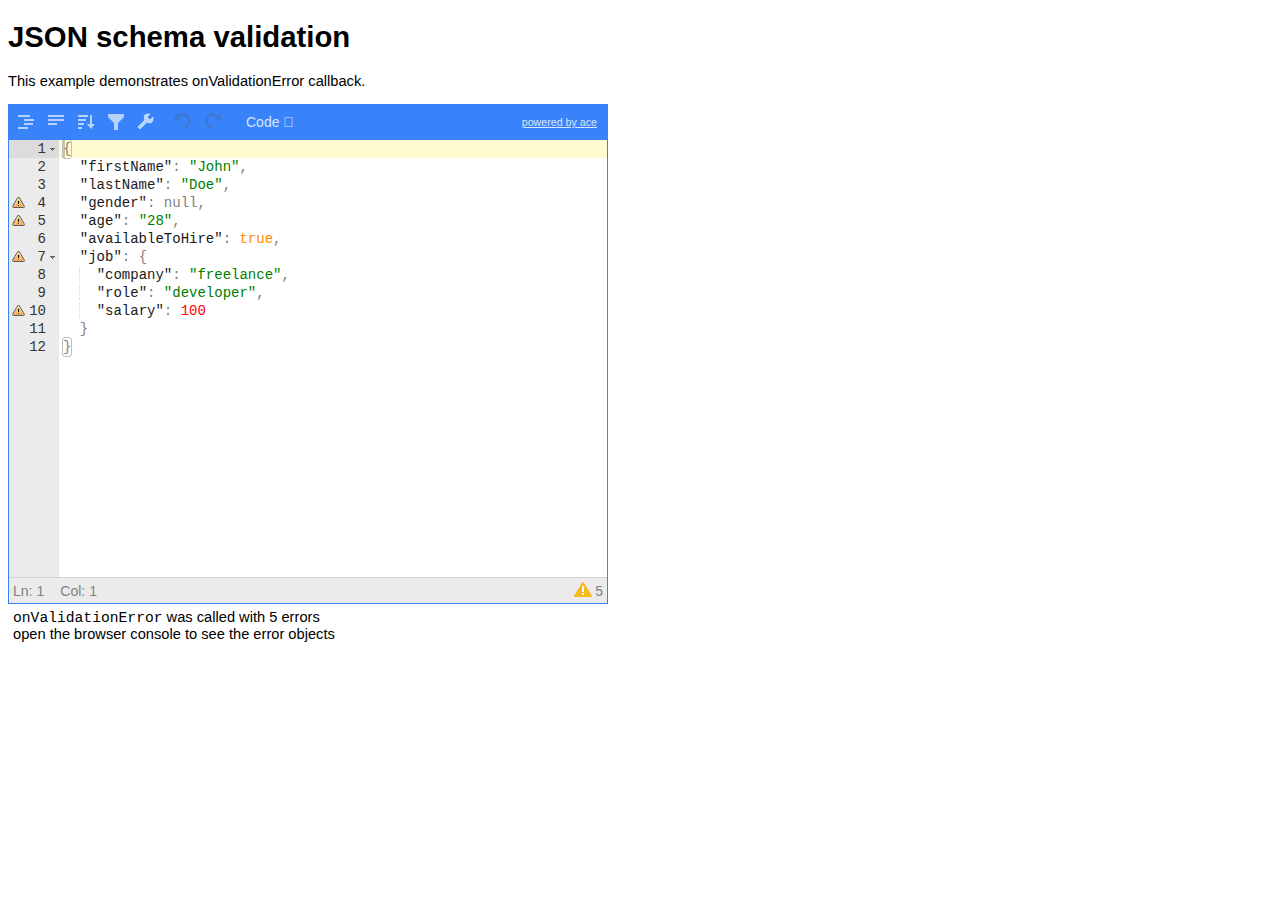 JSON schema validation
This example demonstrates onValidationError callback.
Code powered by ace
1 {
2 "firstName": "John",
3 "lastName": "Doe",
4 "gender": null,
5 "age": "28",
6 "availableToHire": true,
7 "job": {
8 "company": "freelance",
9 "role": "developer",
10 "salary": 100
11 }
12 }
Ln: 1 Col: 1 5
onValidationError was called with 5 errors
open the browser console to see the error objects